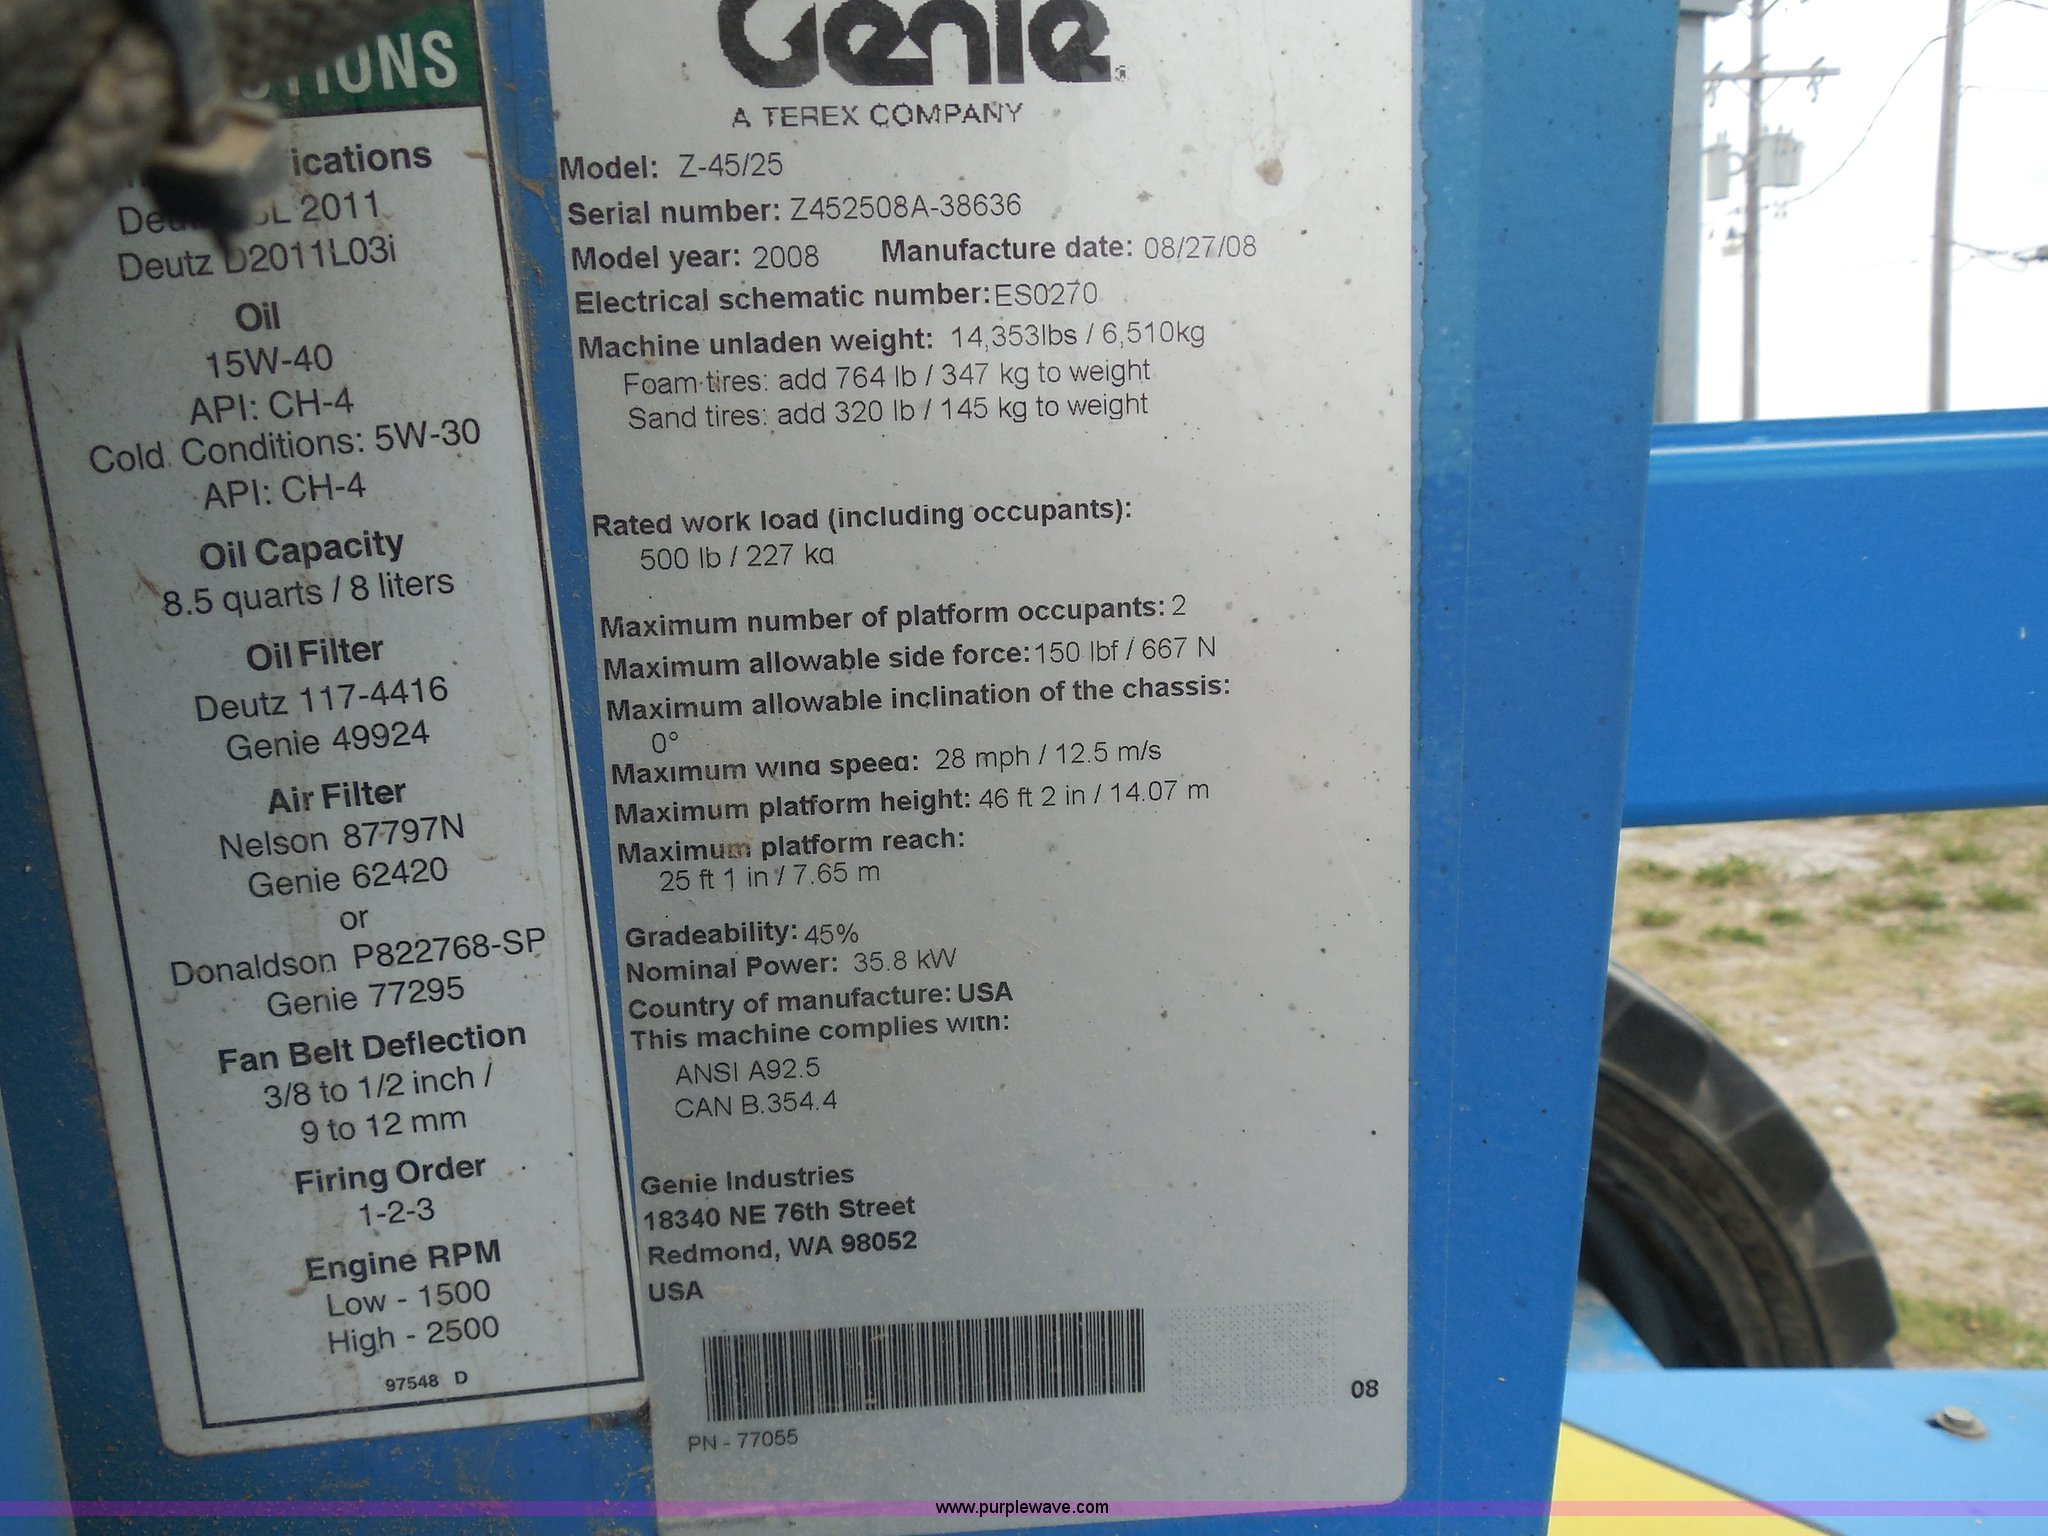 ications
2011
Deutz D2011L03i
Oil
15W-40
API: CH-4
Cold Conditions: 5W-30
API: CH-4
Oil Capacity
8.5 quarts / 8 liters
Oil Filter
Deutz 117-4416
Genie 49924
Air Filter
Nelson 87797N
Genie 62420
or
Donaldson P822768-SP
Genie 77295
Fan Belt Deflection
3/8 to 1/2 inch /
9 to 12 mm
Firing Order
1-2-3
Engine RPM
Low - 1500
High - 2500
97548 D
Genie
A TEREX COMPANY
Model: Z-45/25
Serial number: Z452508A-38636
Model year: 2008 Manufacture date: 08/27/08
Electrical schematic number: ES0270
Machine unladen weight: 14,353lbs / 6,510kg
Foam tires: add 764 lb / 347 kg to weight
Sand tires: add 320 lb / 145 kg to weight
Rated work load (including occupants):
500 lb / 227 kg
Maximum number of platform occupants: 2
Maximum allowable side force: 150 lbf / 667 N
Maximum allowable inclination of the chassis:
0°
Maximum wind speed: 28 mph / 12.5 m/s
Maximum platform height: 46 ft 2 in / 14.07 m
Maximum platform reach:
25 ft 1 in / 7.65 m
Gradeability: 45%
Nominal Power: 35.8 kW
Country of manufacture: USA
This machine complies with:
ANSI A92.5
CAN B.354.4
Genie Industries
18340 NE 76th Street
Redmond, WA 98052
USA
08
PN - 77055
www.purplewave.com